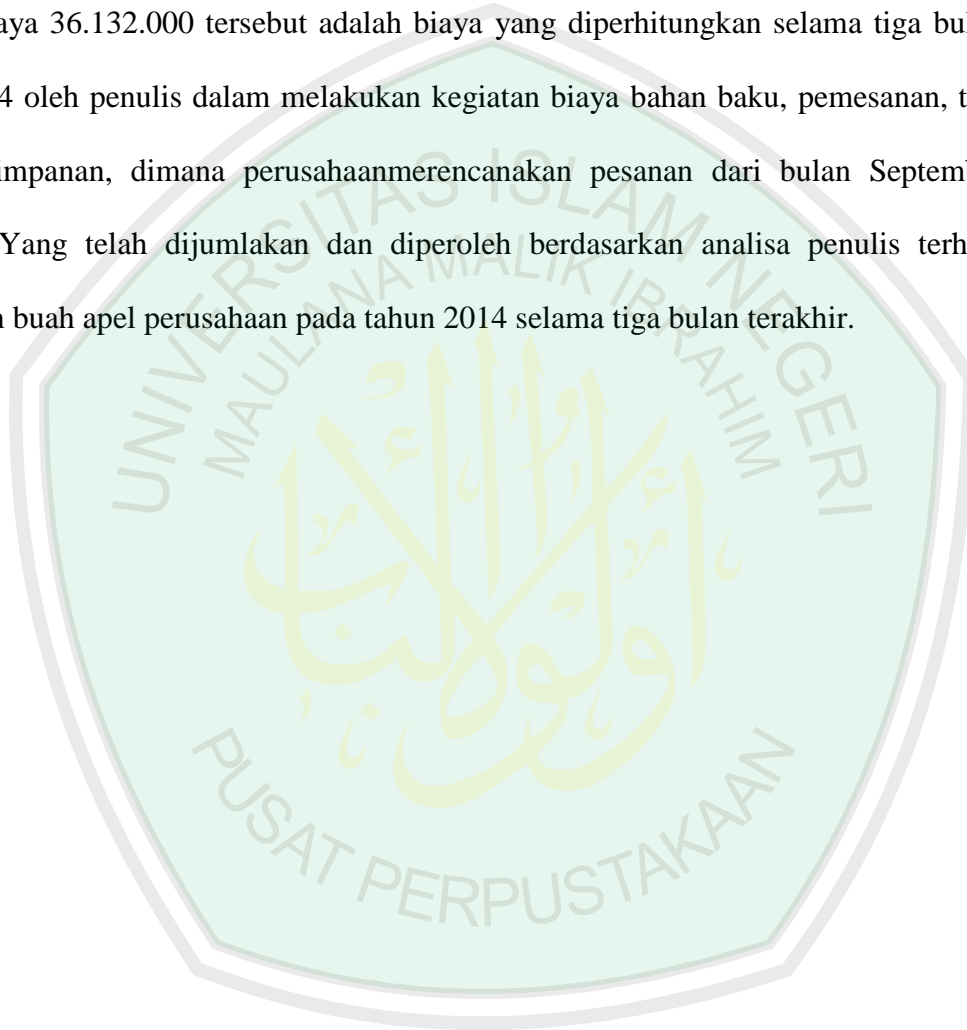 aya 36.132.000 tersebut adalah biaya yang diperhitungkan selama tiga bul
4 oleh penulis dalam melakukan kegiatan biaya bahan baku, pemesanan, t
impanan, dimana perusahaanmerencanakan pesanan dari bulan Septemb
Yang telah dijumlakan dan diperoleh berdasarkan analisa penulis terh
n buah apel perusahaan pada tahun 2014 selama tiga bulan terakhir.
UNIVERSITAS ISLAM NEGERI
MAULANA MALIK IBRAHIM
PUSAT PERPUSTAKAAN